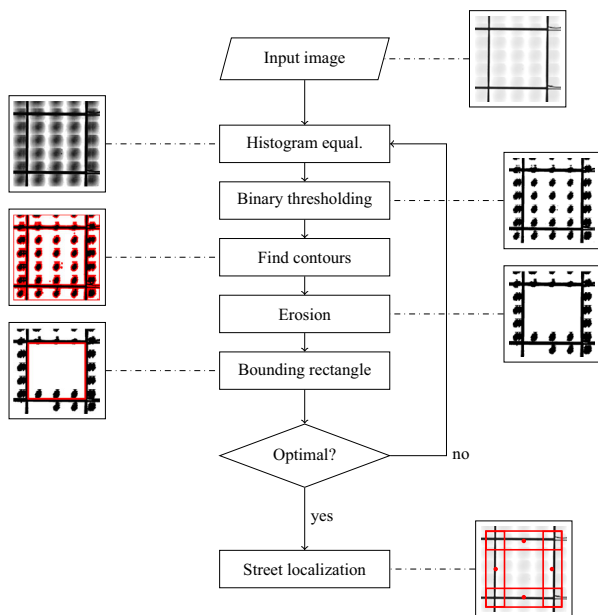 Input image
Histogram equal.
Binary thresholding
Find contours
Erosion
Bounding rectangle
Optimal?
no
yes
Street localization